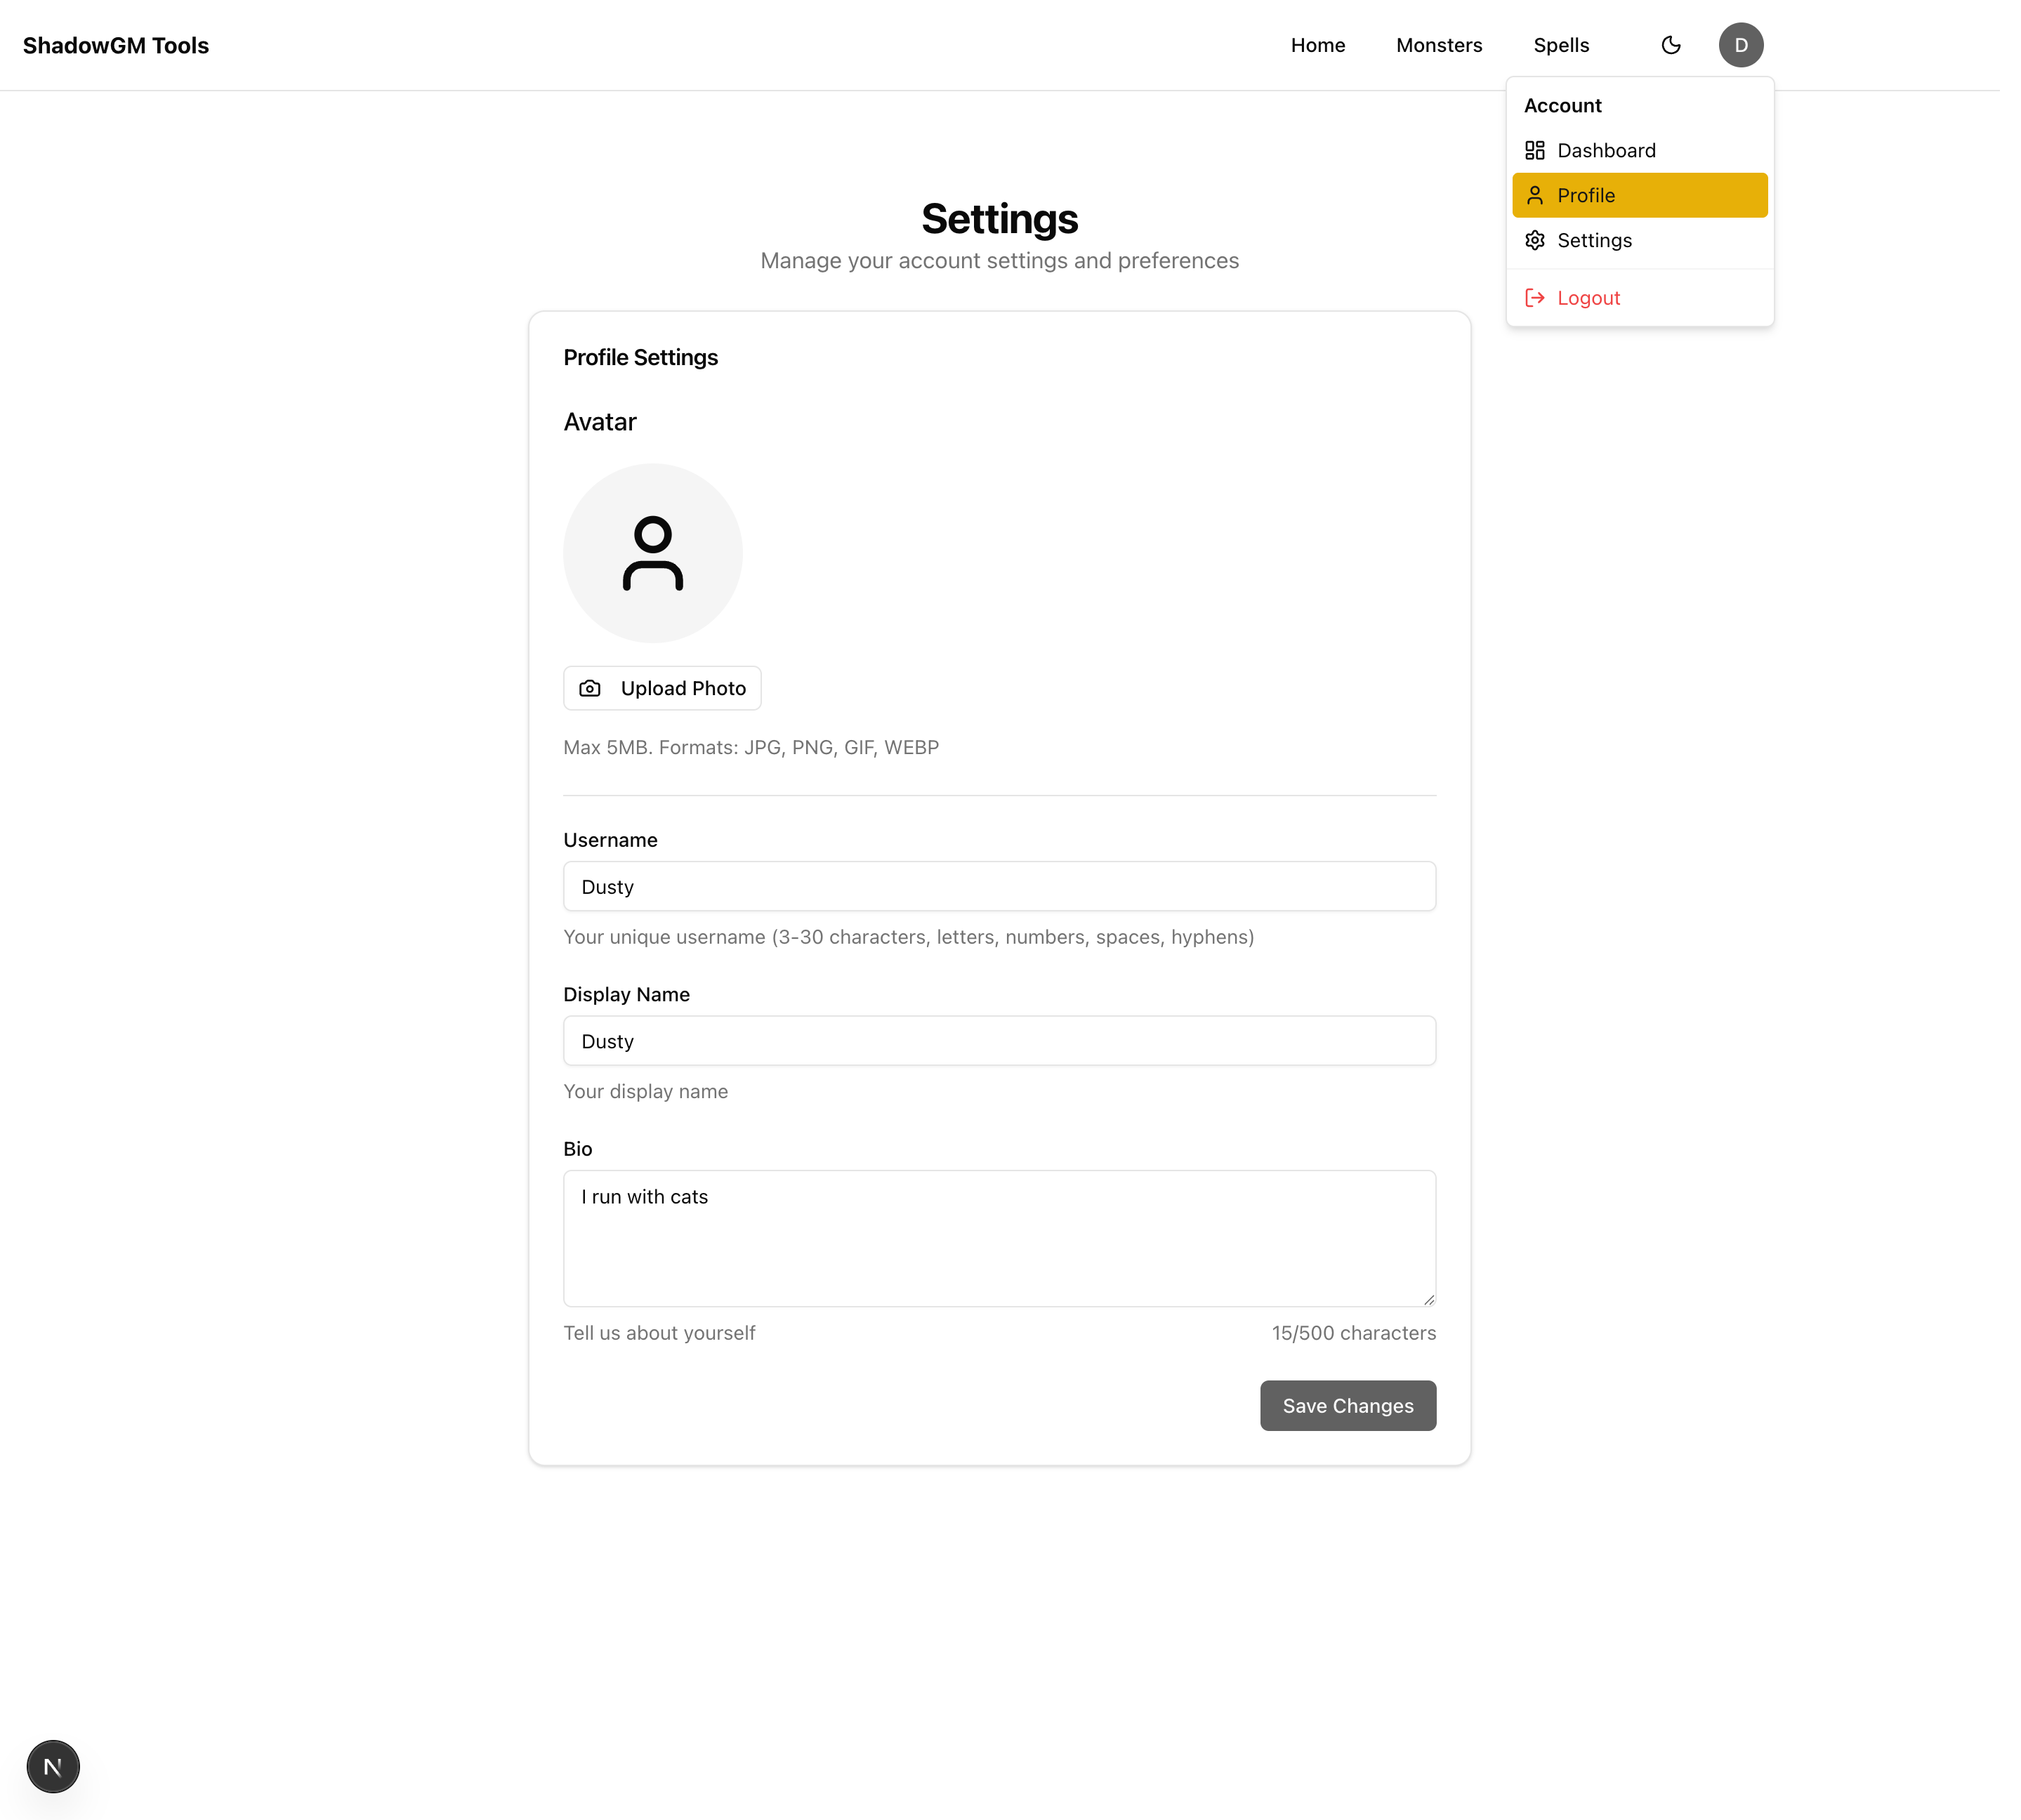 ShadowGM Tools
Home
Monsters
Spells
D
Account
Dashboard
Profile
Settings
Logout
Settings
Manage your account settings and preferences
Profile Settings
Avatar
Upload Photo
Max 5MB. Formats: JPG, PNG, GIF, WEBP
Username
Dusty
Your unique username (3-30 characters, letters, numbers, spaces, hyphens)
Display Name
Dusty
Your display name
Bio
I run with cats
Tell us about yourself
15/500 characters
Save Changes
N